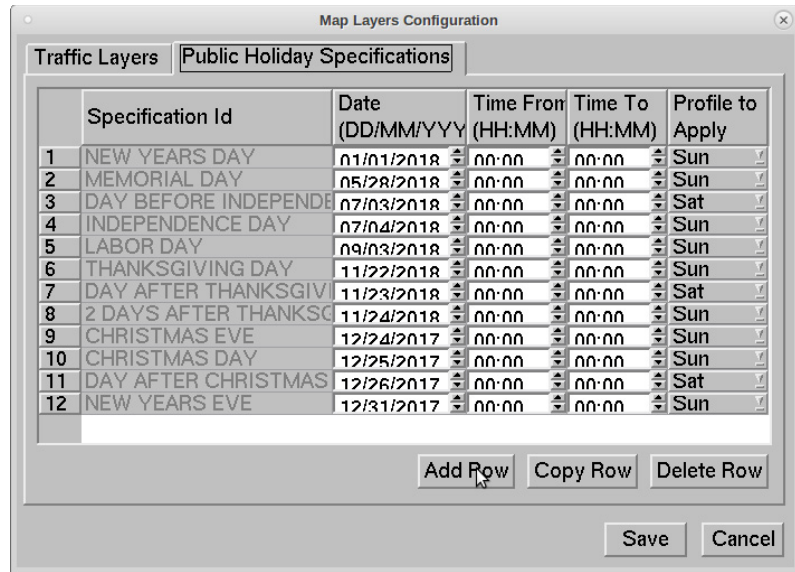 Map Layers Configuration
Traffic Layers Public Holiday Specifications
Specification Id Date (DD/MM/YYY Time From (HH:MM) Time To (HH:MM) Profile to Apply
1 NEW YEARS DAY 01/01/2018 00:00 00:00 Sun
2 MEMORIAL DAY 05/28/2018 00:00 00:00 Sun
3 DAY BEFORE INDEPENDE 07/03/2018 00:00 00:00 Sat
4 INDEPENDENCE DAY 07/04/2018 00:00 00:00 Sun
5 LABOR DAY 09/03/2018 00:00 00:00 Sun
6 THANKSGIVING DAY 11/22/2018 00:00 00:00 Sun
7 DAY AFTER THANKSGIVI 11/23/2018 00:00 00:00 Sat
8 2 DAYS AFTER THANKSG 11/24/2018 00:00 00:00 Sun
9 CHRISTMAS EVE 12/24/2017 00:00 00:00 Sun
10 CHRISTMAS DAY 12/25/2017 00:00 00:00 Sun
11 DAY AFTER CHRISTMAS 12/26/2017 00:00 00:00 Sat
12 NEW YEARS EVE 12/31/2017 00:00 00:00 Sun
Add Row Copy Row Delete Row
Save Cancel